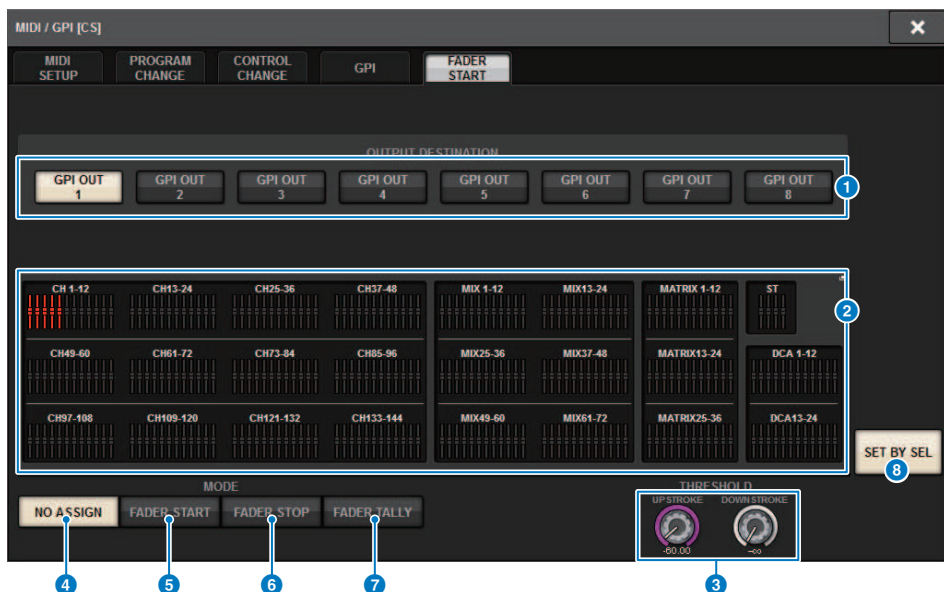 MIDI / GPI [CS]
MIDI SETUP
PROGRAM CHANGE
CONTROL CHANGE
GPI
FADER START
OUTPUT DESTINATION
GPI OUT 1
GPI OUT 2
GPI OUT 3
GPI OUT 4
GPI OUT 5
GPI OUT 6
GPI OUT 7
GPI OUT 8
1
CH 1-12
CH13-24
CH25-36
CH37-48
MIX 1-12
MIX13-24
MATRIX 1-12
ST
2
CH49-60
CH61-72
CH73-84
CH85-96
MIX25-36
MIX37-48
MATRIX13-24
DCA 1-12
CH97-108
CH109-120
CH121-132
CH133-144
MIX49-60
MIX61-72
MATRIX25-36
DCA13-24
SET BY SEL
8
MODE
THRESHOLD
NO ASSIGN
FADER START
FADER STOP
FADER TALLY
UPSTROKE
DOWN STROKE
-60.00
-∞
4
5
6
7
3